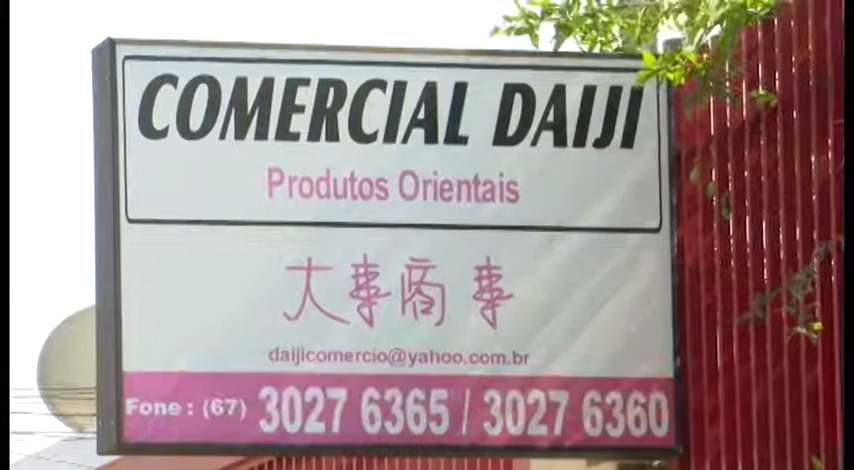 COMERCIAL DAIJI
Produtos Orientais
大事商事
daijicomercio@yahoo.com.br
Fone : (67) 3027 6365 / 3027 6360